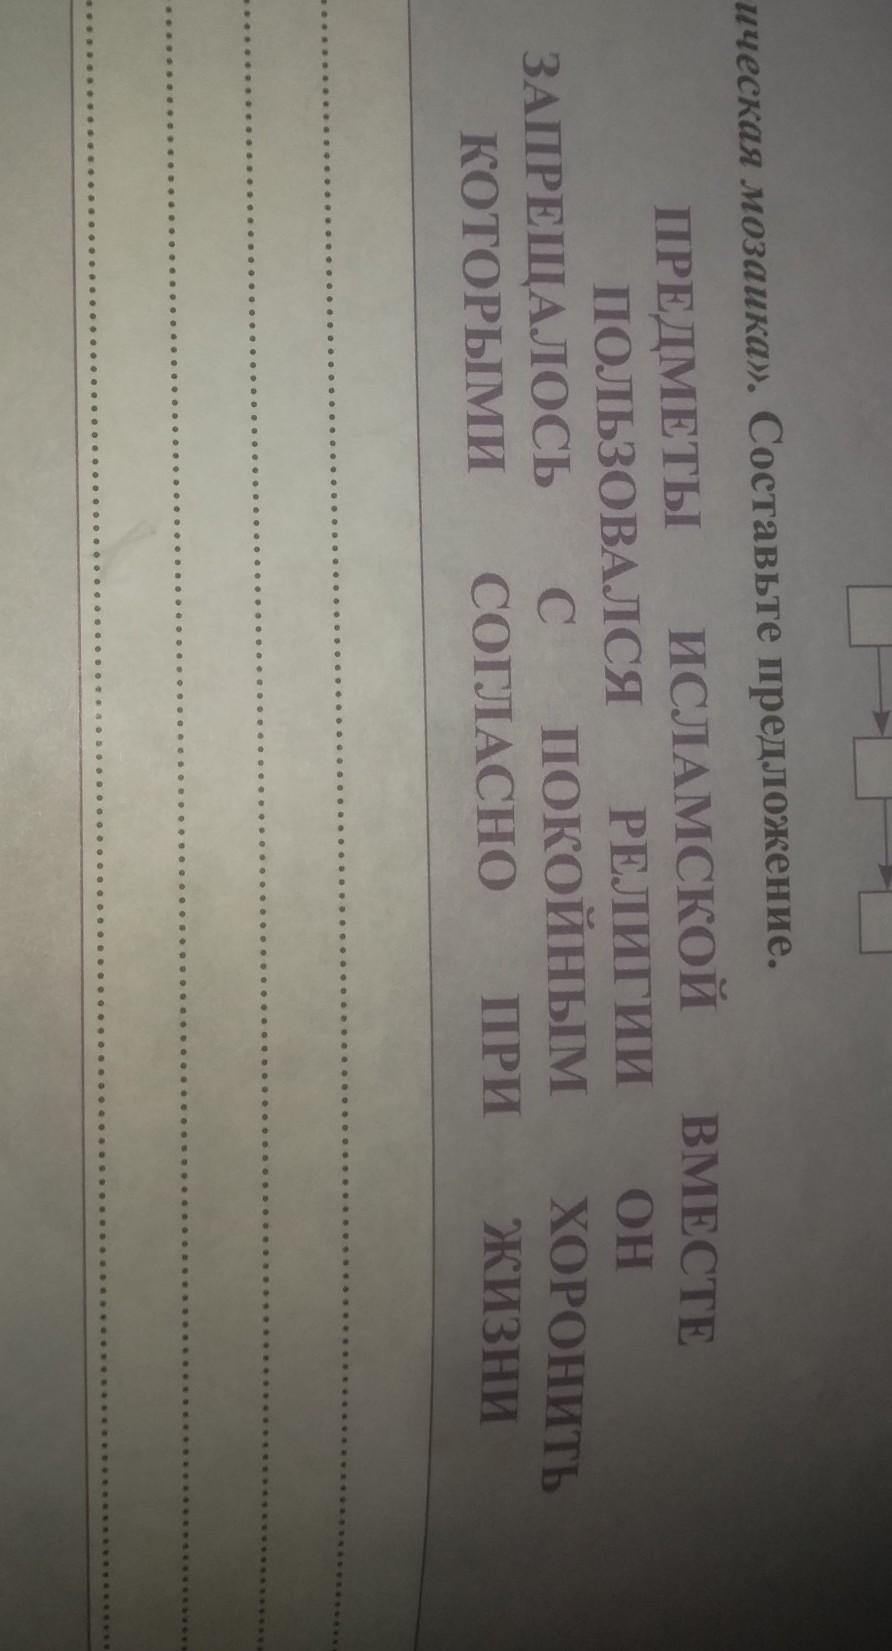 ическая мозаика». Составьте предложение.
ПРЕДМЕТЫ ИСЛАМСКОЙ ВМЕСТЕ
ПОЛЬЗОВАЛСЯ РЕЛИГИИ ОН
ЗАПРЕЩАЛОСЬ С ПОКОЙНЫМ ХОРОНИТЬ
КОТОРЫМИ СОГЛАСНО ПРИ ЖИЗНИ